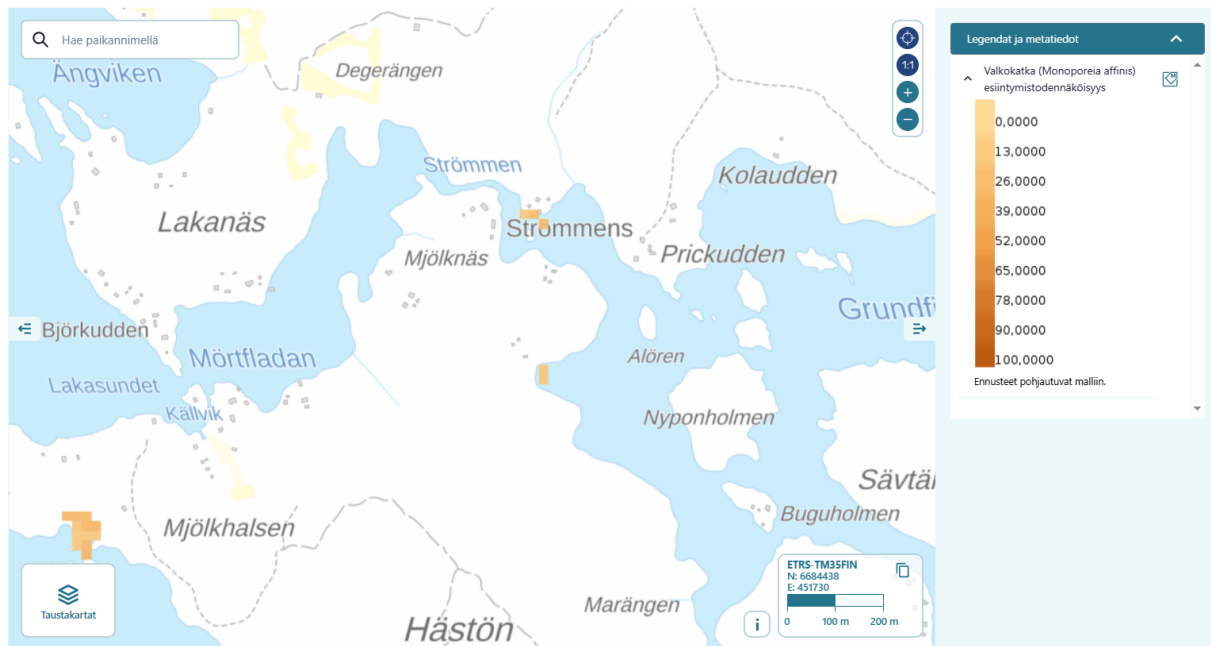 Hae paikannimellä
Ängviken
Degerängen
1:1
Strömmen
Kolaudden
Lakanäs
Strömmens
Mjölknäs
Prickudden
Grundfi
Björkudden
Mörtfladan
Alören
Lakasundet
Källvik
Nyponholmen
Sävtä
Mjölkhalsen
Buguholmen
Marängen
Hästön
Taustakartat
i
ETRS-TM35FIN
N: 6684438
E: 451730
0 100 m 200 m
Legendat ja metatiedot
Valkokatka (Monoporeia affinis)
esiintymistodennäköisyys
0,0000
13,0000
26,0000
39,0000
52,0000
65,0000
78,0000
90,0000
100,0000
Ennusteet pohjautuvat malliin.